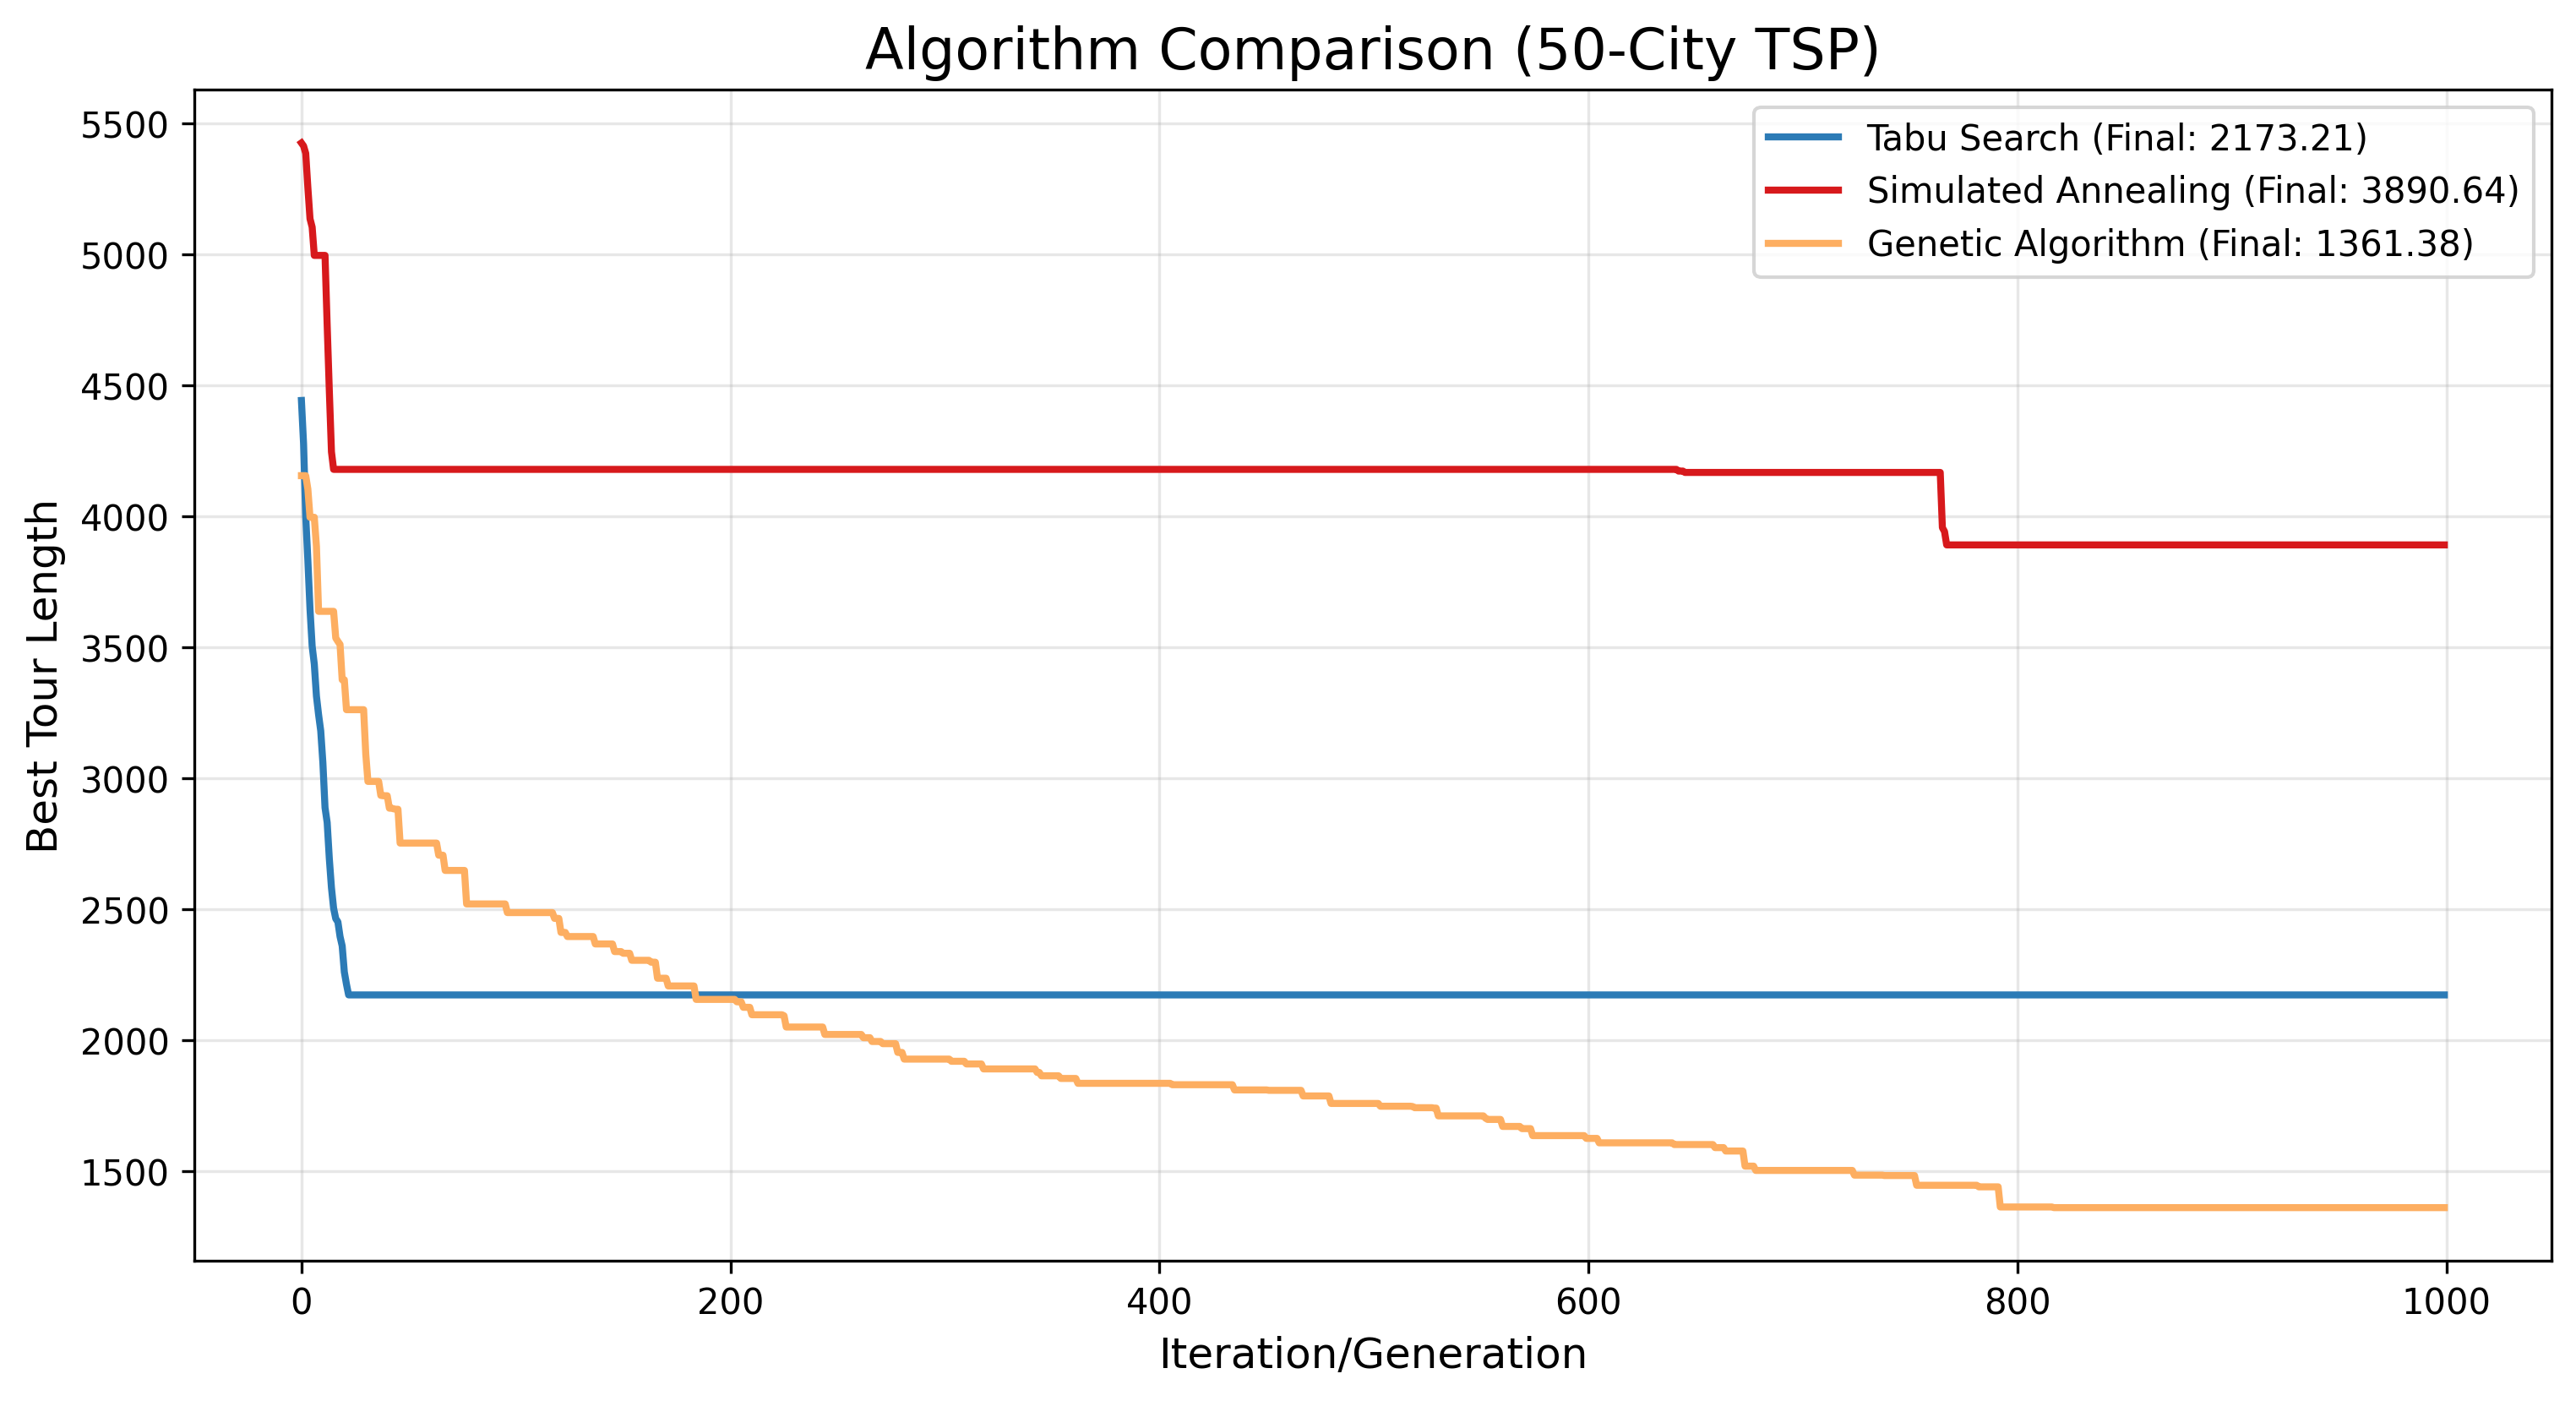 Algorithm Comparison (50-City TSP)
Tabu Search (Final: 2173.21)
Simulated Annealing (Final: 3890.64)
Genetic Algorithm (Final: 1361.38)
Best Tour Length
5500
5000
4500
4000
3500
3000
2500
2000
1500
0 200 400 600 800 1000
Iteration/Generation